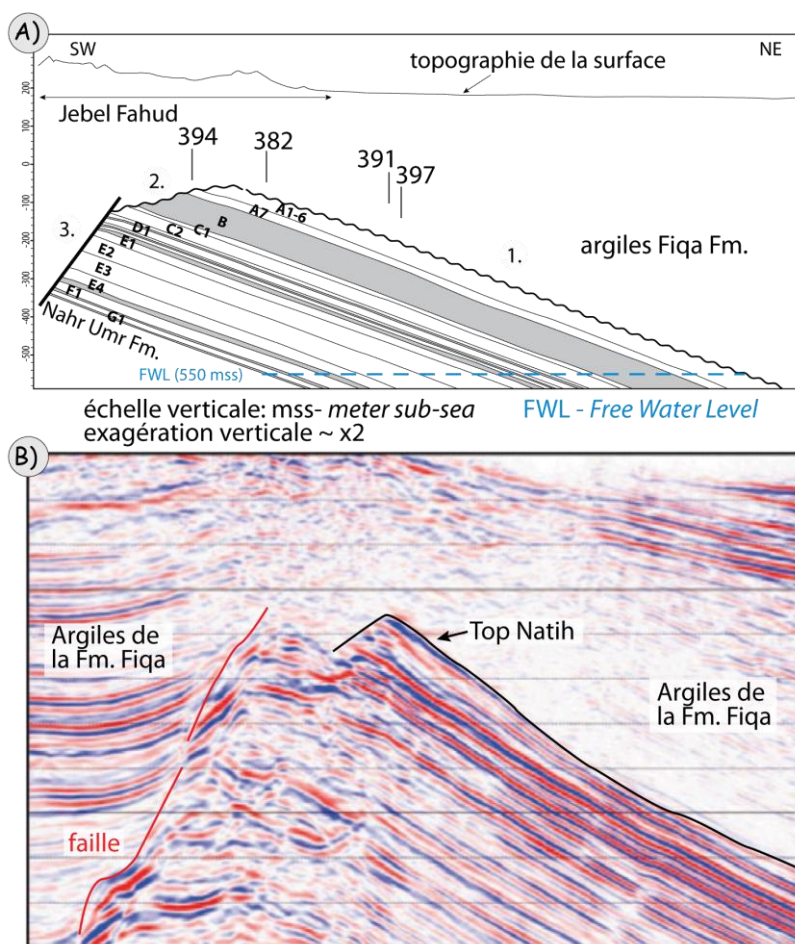 A)
SW
NE
topographie de la surface
Jebel Fahud
200
100
0
-100
-200
-300
-400
-500
394
382
391
397
2.
3.
1.
A7
A1-6
B
C1
C2
D1
E1
E2
E3
E4
F1
G1
argiles Fiqa Fm.
Nahr Umr Fm.
FWL (550 mss)
échelle verticale: mss- meter sub-sea
FWL - Free Water Level
exagération verticale ~ x2
B)
Argiles de
la Fm. Fiqa
Top Natih
Argiles de
la Fm. Fiqa
faille